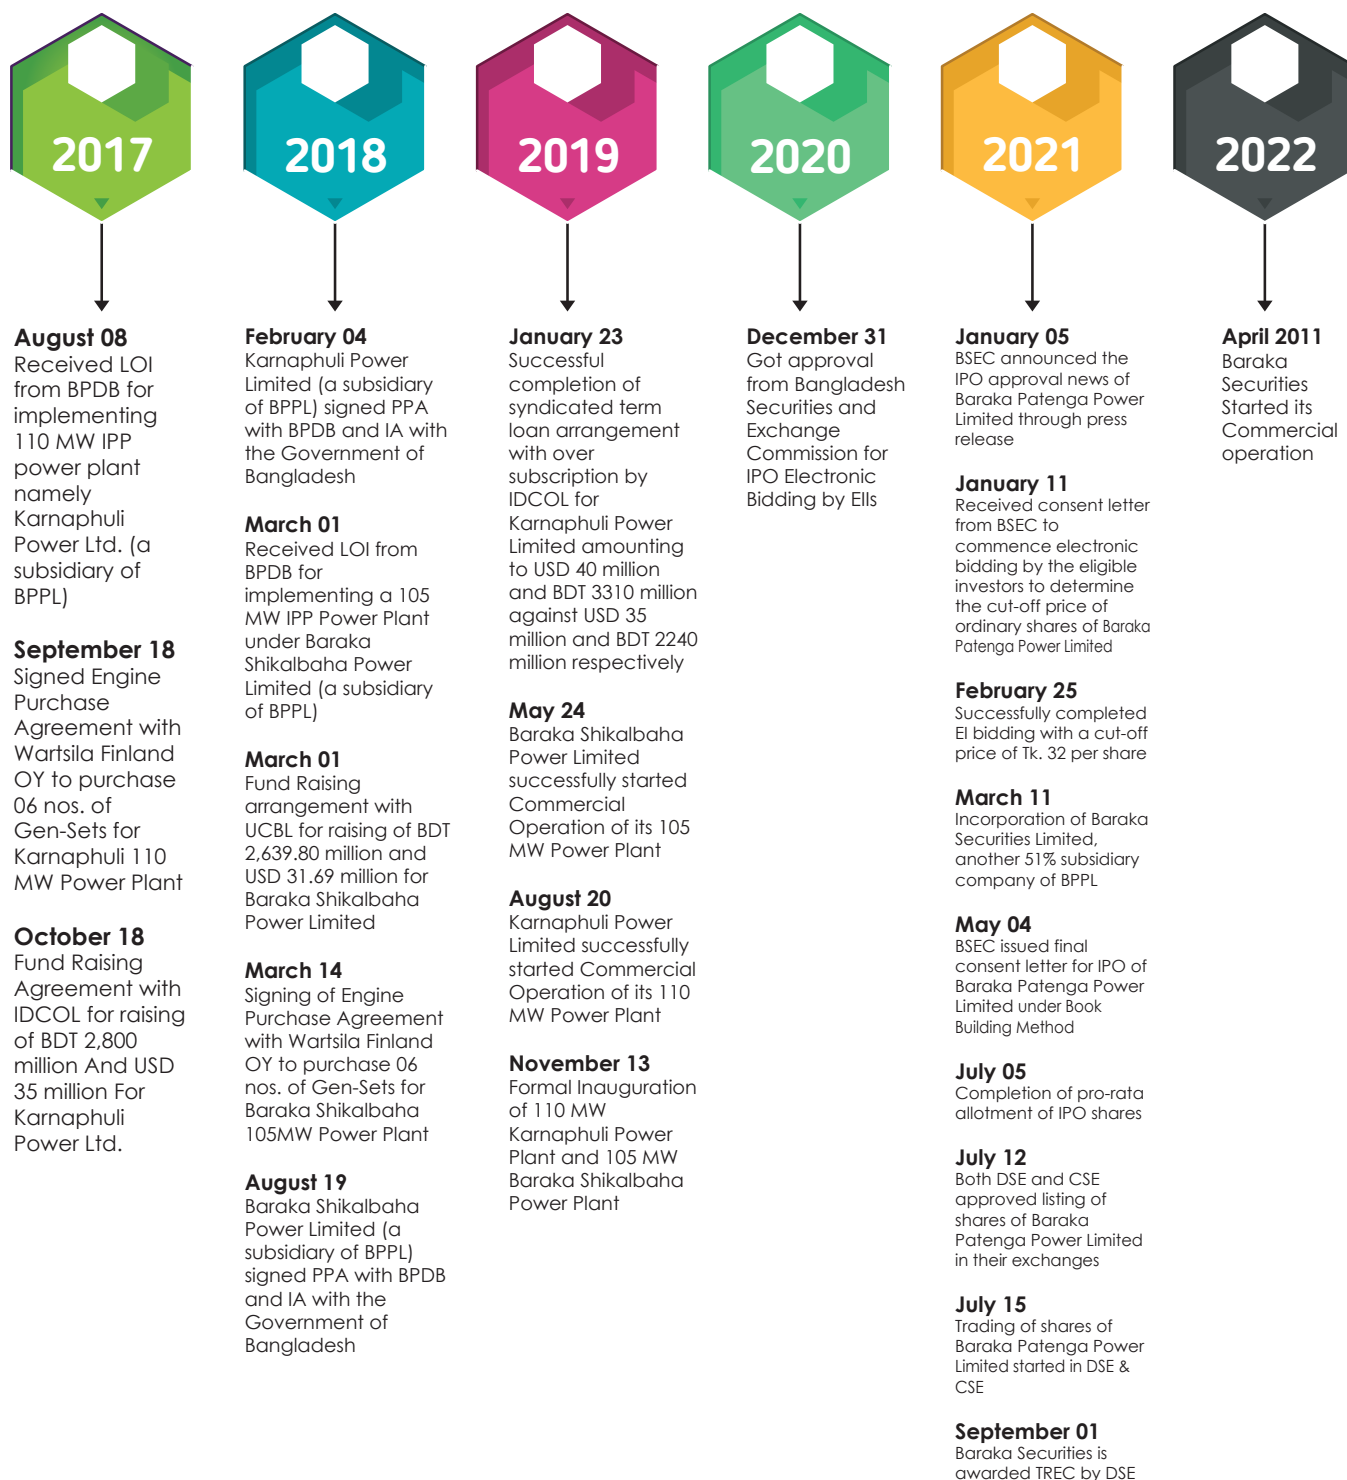 2017
August 08
Received LOI
from BPDB for
implementing
110 MW IPP
power plant
namely
Karnaphuli
Power Ltd. (a
subsidiary of
BPPL)
September 18
Signed Engine
Purchase
Agreement with
Wartsila Finland
OY to purchase
06 nos. of
Gen-Sets for
Karnaphuli 110
MW Power Plant
October 18
Fund Raising
Agreement with
IDCOL for raising
of BDT 2,800
million And USD
35 million For
Karnaphuli
Power Ltd.
2018
February 04
Karnaphuli Power
Limited (a subsidiary
of BPPL) signed PPA
with BPDB and IA with
the Government of
Bangladesh
March 01
Received LOI from
BPDB for
implementing a 105
MW IPP Power Plant
under Baraka
Shikalbaha Power
Limited (a subsidiary
of BPPL)
March 01
Fund Raising
arrangement with
UCBL for raising of BDT
2,639.80 million and
USD 31.69 million for
Baraka Shikalbaha
Power Limited
March 14
Signing of Engine
Purchase Agreement
with Wartsila Finland
OY to purchase 06
nos. of Gen-Sets for
Baraka Shikalbaha
105MW Power Plant
August 19
Baraka Shikalbaha
Power Limited (a
subsidiary of BPPL)
signed PPA with BPDB
and IA with the
Government of
Bangladesh
2019
January 23
Successful
completion of
syndicated term
loan arrangement
with over
subscription by
IDCOL for
Karnaphuli Power
Limited amounting
to USD 40 million
and BDT 3310 million
against USD 35
million and BDT 2240
million respectively
May 24
Baraka Shikalbaha
Power Limited
successfully started
Commercial
Operation of its 105
MW Power Plant
August 20
Karnaphuli Power
Limited successfully
started Commercial
Operation of its 110
MW Power Plant
November 13
Formal Inauguration
of 110 MW
Karnaphuli Power
Plant and 105 MW
Baraka Shikalbaha
Power Plant
2020
December 31
Got approval
from Bangladesh
Securities and
Exchange
Commission for
IPO Electronic
Bidding by EIIs
2021
January 05
BSEC announced the
IPO approval news of
Baraka Patenga Power
Limited through press
release
January 11
Received consent letter
from BSEC to
commence electronic
bidding by the eligible
investors to determine
the cut-off price of
ordinary shares of Baraka
Patenga Power Limited
February 25
Successfully completed
EI bidding with a cut-off
price of Tk. 32 per share
March 11
Incorporation of Baraka
Securities Limited,
another 51% subsidiary
company of BPPL
May 04
BSEC issued final
consent letter for IPO of
Baraka Patenga Power
Limited under Book
Building Method
July 05
Completion of pro-rata
allotment of IPO shares
July 12
Both DSE and CSE
approved listing of
shares of Baraka
Patenga Power Limited
in their exchanges
July 15
Trading of shares of
Baraka Patenga Power
Limited started in DSE &
CSE
September 01
Baraka Securities is
awarded TREC by DSE
2022
April 2011
Baraka
Securities
Started its
Commercial
operation